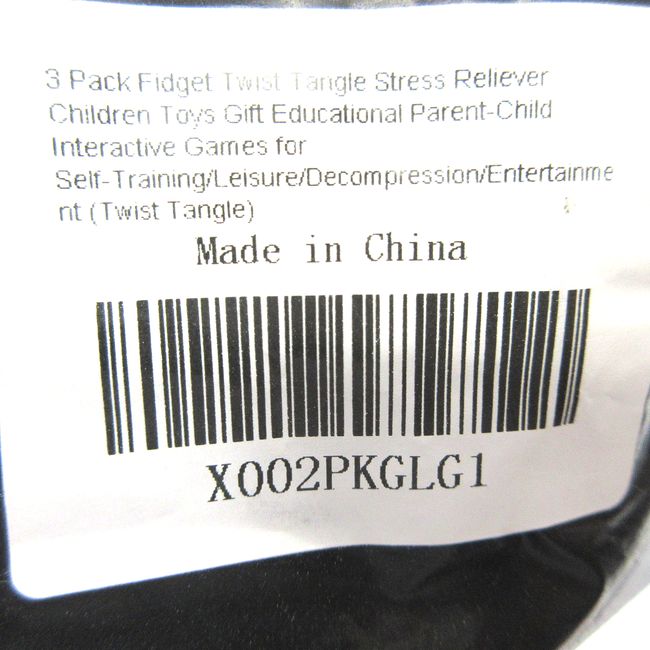 3 Pack Fidget Twist Tangle Stress Reliever
Children Toys Gift Educational Parent-Child
Interactive Games for
Self-Training/Leisure/Decompression/Entertainme
nt (Twist Tangle)
Made in China
X002PKGLG1